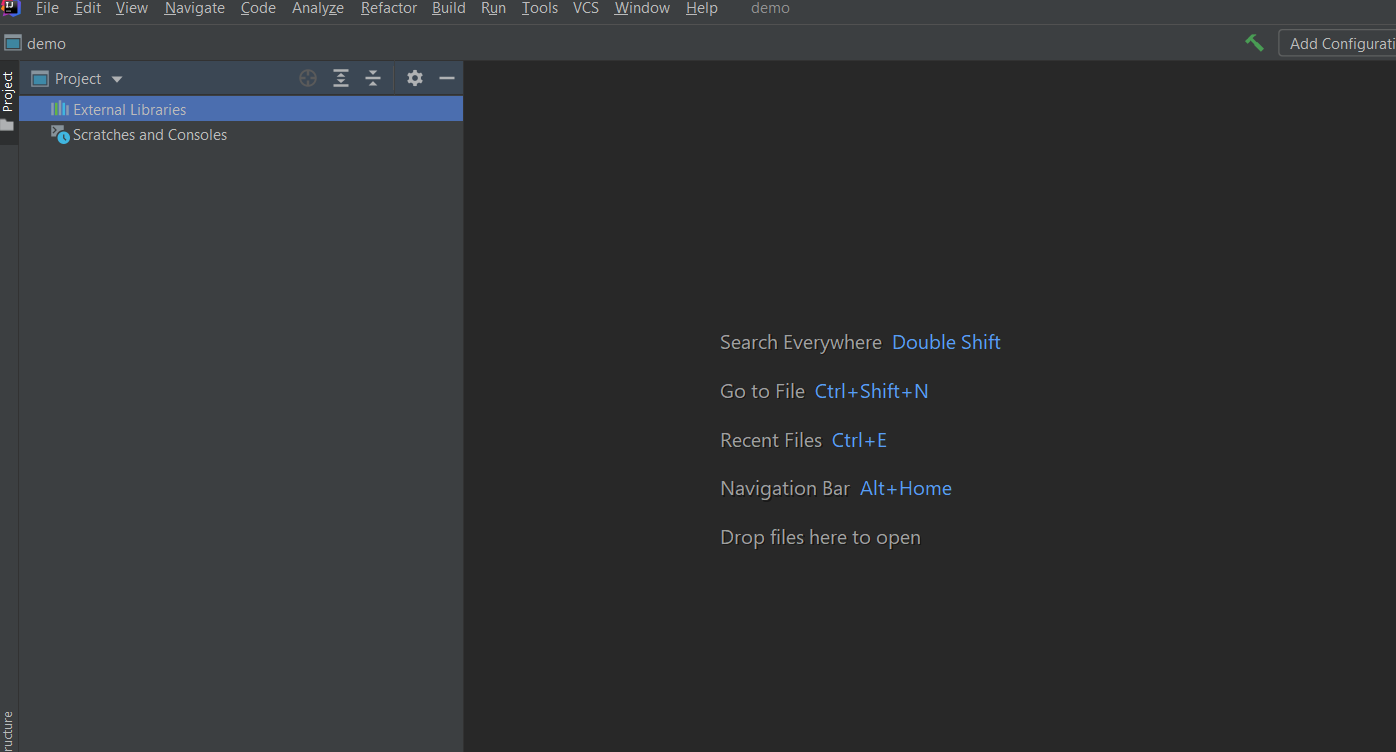 File Edit View Navigate Code Analyze Refactor Build Run Tools VCS Window Help demo
demo
Add Configurati
Project
Project
External Libraries
Scratches and Consoles
Search Everywhere Double Shift
Go to File Ctrl+Shift+N
Recent Files Ctrl+E
Navigation Bar Alt+Home
Drop files here to open
ructure